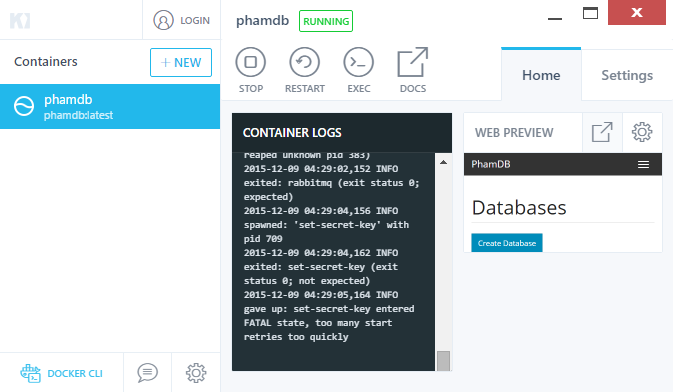 LOGIN
Containers
+ NEW
phamdb
phamdb:latest
DOCKER CLI
phamdb RUNNING
STOP RESTART EXEC DOCS
Home Settings
CONTAINER LOGS
reaped unknown pid 383)
2015-12-09 04:29:02,152 INFO
exited: rabbitmq (exit status 0;
expected)
2015-12-09 04:29:04,156 INFO
spawned: 'set-secret-key' with
pid 709
2015-12-09 04:29:04,162 INFO
exited: set-secret-key (exit
status 0; not expected)
2015-12-09 04:29:05,164 INFO
gave up: set-secret-key entered
FATAL state, too many start
retries too quickly
WEB PREVIEW
PhamDB
Databases
Create Database